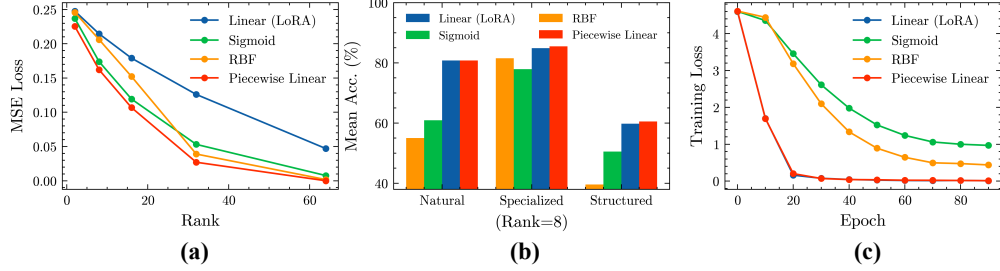 MSE Loss
0.25
0.20
0.15
0.10
0.05
0.00
0
20
40
60
Rank
Linear (LoRA)
Sigmoid
RBF
Piecewise Linear
(a)
Mean Acc. (%)
100
80
60
40
Linear (LoRA)
Sigmoid
RBF
Piecewise Linear
Natural
Specialized
Structured
(Rank=8)
(b)
Training Loss
4
3
2
1
0
0
20
40
60
80
Epoch
Linear (LoRA)
Sigmoid
RBF
Piecewise Linear
(c)